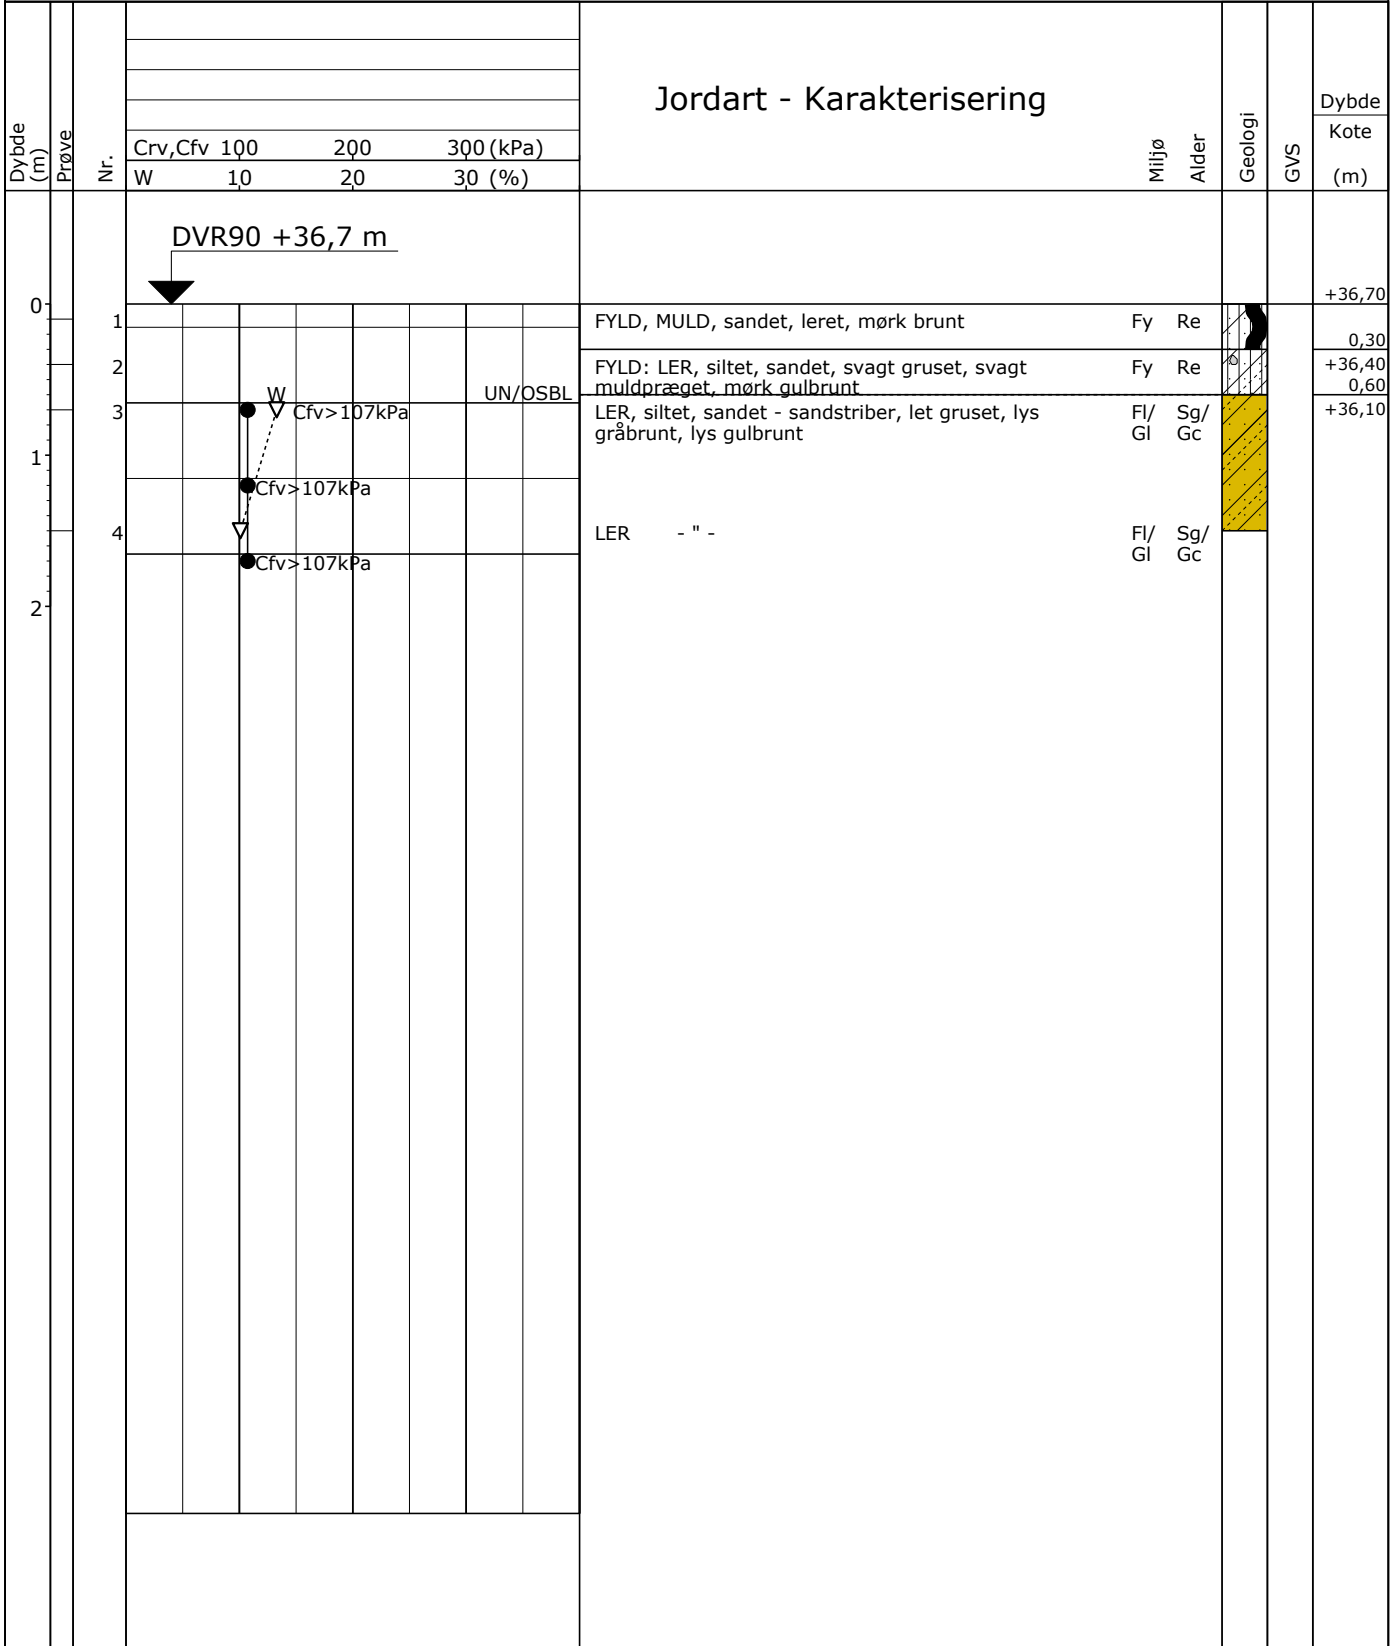 Jordart - Karakterisering
Dybde
(m)
Prøve
Nr.
Crv,Cfv 100 200 300 (kPa)
W 10 20 30 (%)
Miljø
Alder
Geologi
GVS
Dybde
Kote
(m)
DVR90 +36,7 m
+36,70
0
1 FYLD, MULD, sandet, leret, mørk brunt Fy Re
0,30
2 FYLD: LER, siltet, sandet, svagt gruset, svagt Fy Re +36,40
muldpræget, mørk gulbrunt 0,60
W UN/OSBL
3 Cfv>107kPa LER, siltet, sandet - sandstriber, let gruset, lys Fl/ Sg/ +36,10
gråbrunt, lys gulbrunt Gl Gc
1
Cfv>107kPa
4 LER - " - Fl/ Sg/
Gl Gc
Cfv>107kPa
2